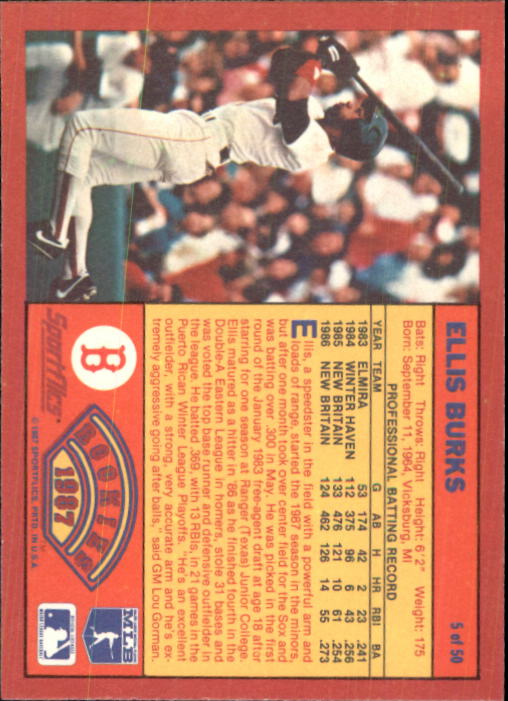 ELLIS BURKS 5 of 50
Bats: Right Throws: Right Height: 6'2" Weight: 175
Born: September 11, 1964, Vicksburg, MI
PROFESSIONAL BATTING RECORD
YEAR TEAM G AB H HR RBI BA
1983 ELMIRA 53 174 42 2 23 .241
1984 WINTER HAVEN 112 375 96 6 43 .256
1985 NEW BRITAIN 133 476 121 10 61 .254
1986 NEW BRITAIN 124 462 126 14 55 .273
Ellis, a speedster in the field with a powerful arm and
loads of range, started the 1987 season in the minors,
but after one month took over center field for the Sox and
was batting over .300 in May. He was picked in the first
round of the January 1983 free-agent draft at age 18 after
starring for one season at Ranger (Texas) Junior College.
Ellis matured as a hitter in '86 as he finished fourth in the
Double-A Eastern League in homers, stole 31 bases and
was voted the top base runner and defensive outfielder in
the league. He batted .369, with 13 RBIs, in 21 games in the
Puerto Rican Winter League Playoffs. "He's an excellent
outfielder, with a strong, very accurate arm and he's ex-
tremely aggressive going after balls," said GM Lou Gorman.
B
Sportflics
ROOKIES
1987
© 1987 SPORTFLICS, PRTD. IN U.S.A.
MLB